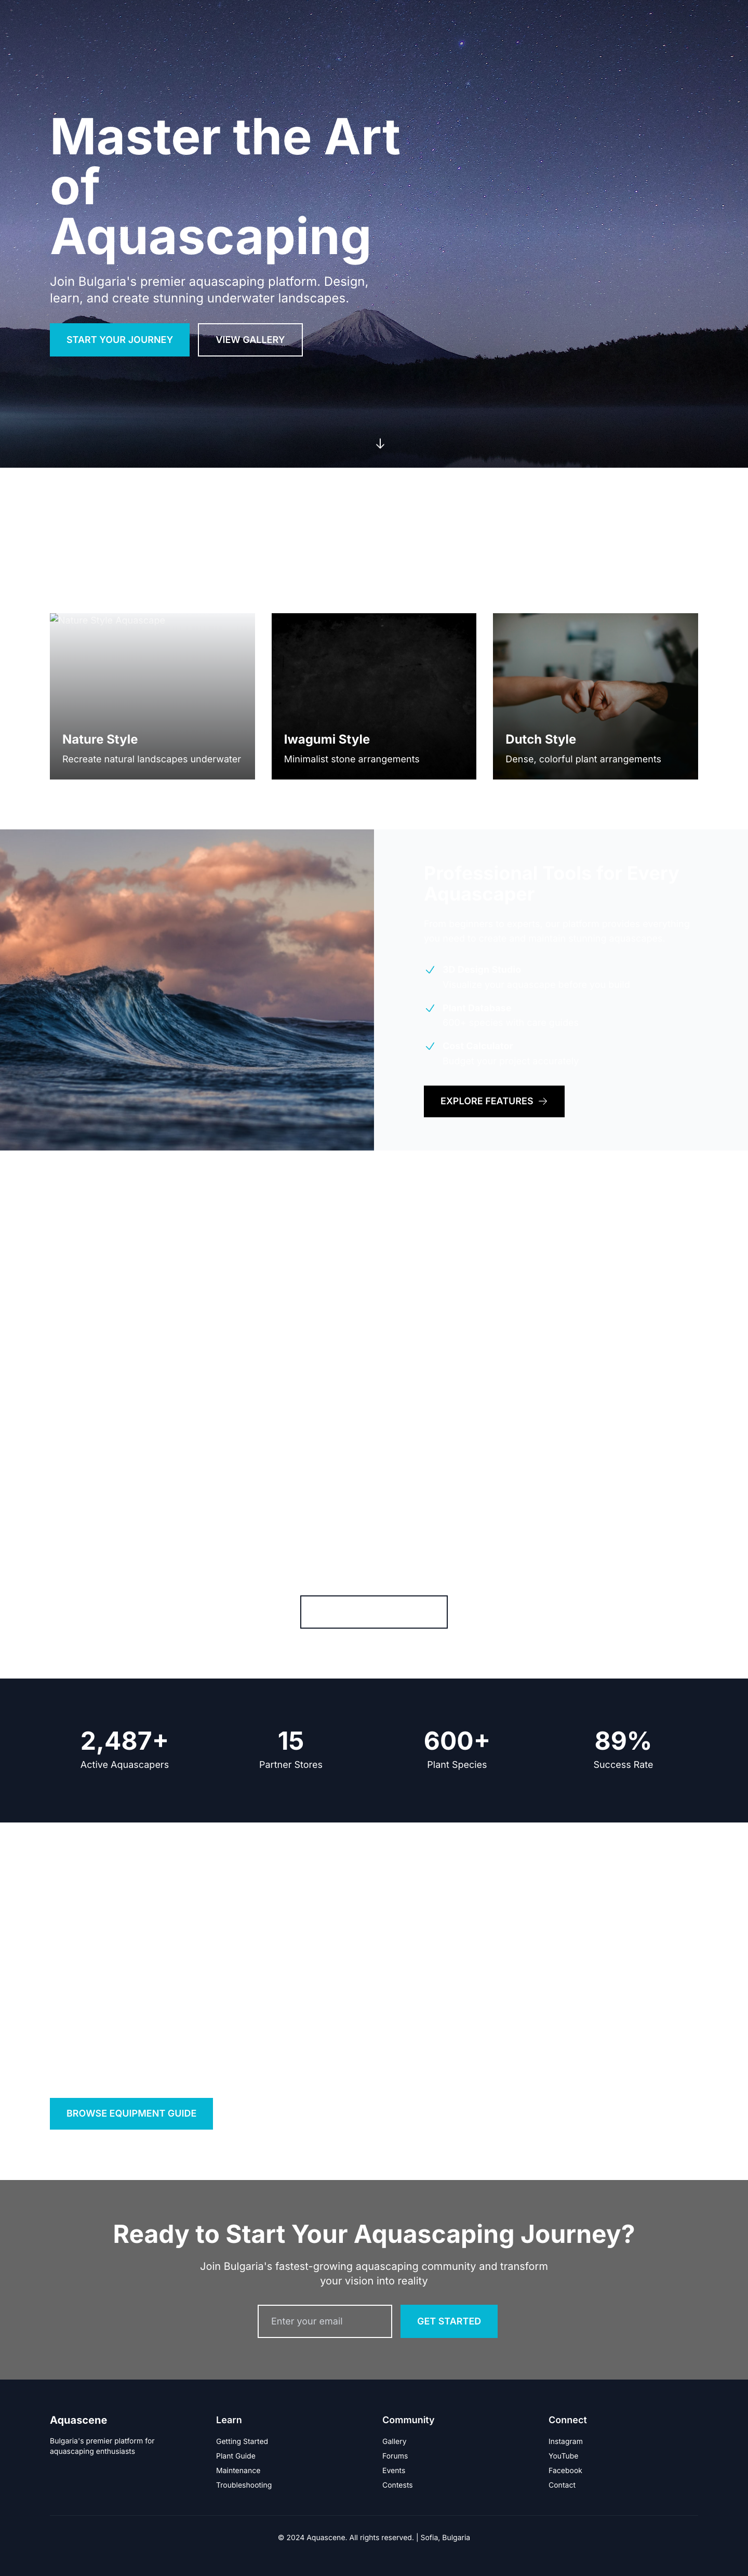 Master the Art
of
Aquascaping
Join Bulgaria's premier aquascaping platform. Design,
learn, and create stunning underwater landscapes.
START YOUR JOURNEY
VIEW GALLERY
Nature Style Aquascape
Nature Style
Recreate natural landscapes underwater
Iwagumi Style
Minimalist stone arrangements
Dutch Style
Dense, colorful plant arrangements
Professional Tools for Every
Aquascaper
EXPLORE FEATURES
2,487+
Active Aquascapers
15
Partner Stores
600+
Plant Species
89%
Success Rate
BROWSE EQUIPMENT GUIDE
Ready to Start Your Aquascaping Journey?
Join Bulgaria's fastest-growing aquascaping community and transform
your vision into reality
Enter your email
GET STARTED
Aquascene
Bulgaria's premier platform for
aquascaping enthusiasts
Learn
Getting Started
Plant Guide
Maintenance
Troubleshooting
Community
Gallery
Forums
Events
Contests
Connect
Instagram
YouTube
Facebook
Contact
© 2024 Aquascene. All rights reserved. | Sofia, Bulgaria